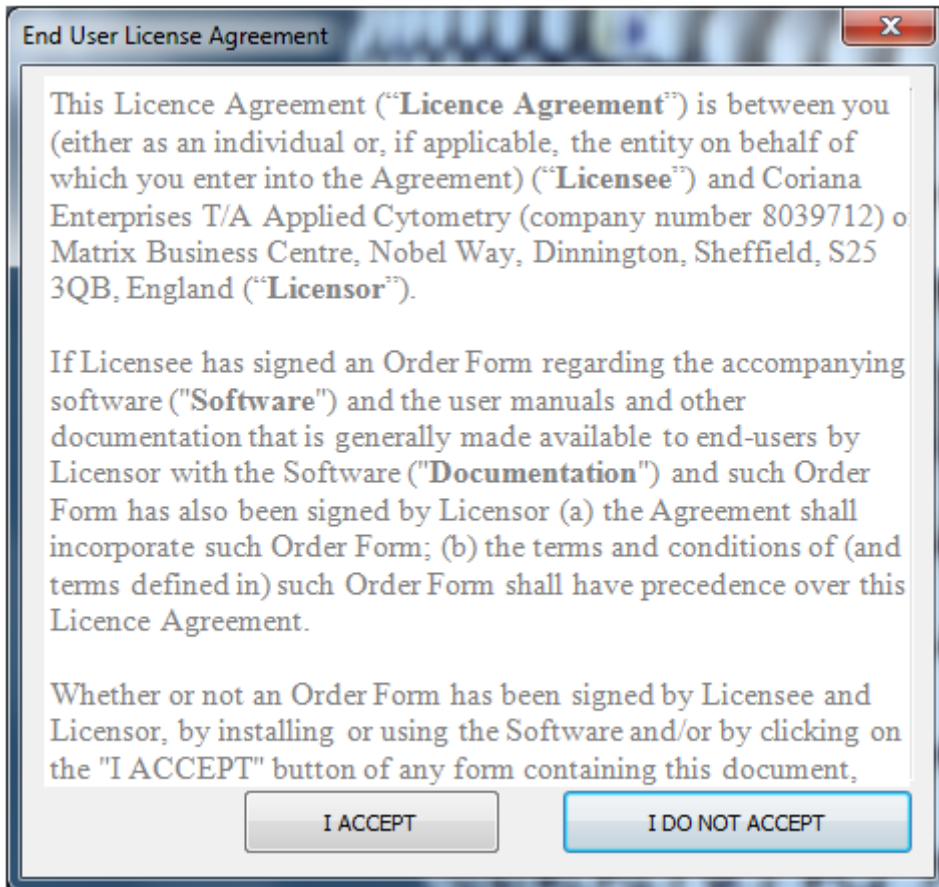 End User License Agreement
This Licence Agreement (“Licence Agreement”) is between you
(either as an individual or, if applicable, the entity on behalf of
which you enter into the Agreement) (“Licensee”) and Coriana
Enterprises T/A Applied Cytometry (company number 8039712)
Matrix Business Centre, Nobel Way, Dinnington, Sheffield, S25
3QB, England (“Licensor”).
If Licensee has signed an Order Form regarding the accompanying
software ("Software") and the user manuals and other
documentation that is generally made available to end-users by
Licensor with the Software ("Documentation") and such Order
Form has also been signed by Licensor (a) the Agreement shall
incorporate such Order Form; (b) the terms and conditions of (and
terms defined in) such Order Form shall have precedence over this
Licence Agreement.
Whether or not an Order Form has been signed by Licensee and
Licensor, by installing or using the Software and/or by clicking on
the "I ACCEPT" button of any form containing this document,
I ACCEPT
I DO NOT ACCEPT